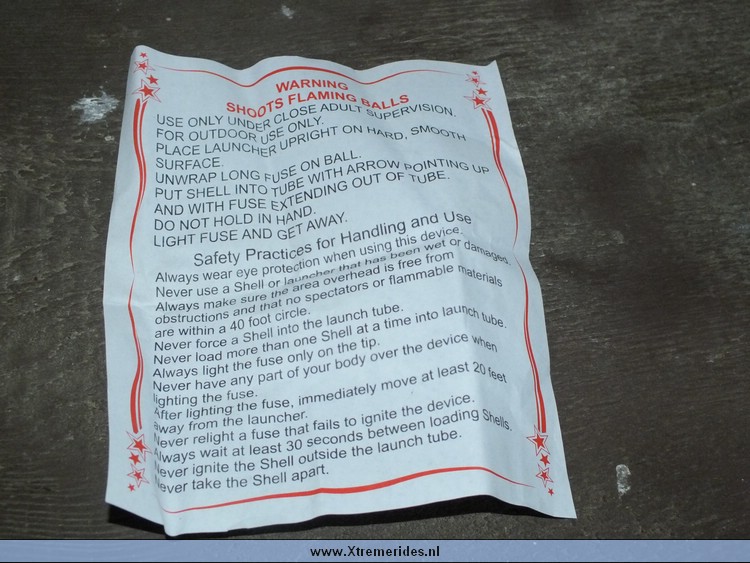 WARNING
SHOOTS FLAMING BALLS
USE ONLY UNDER CLOSE ADULT SUPERVISION.
FOR OUTDOOR USE ONLY.
PLACE LAUNCHER UPRIGHT ON HARD, SMOOTH
SURFACE.
UNWRAP LONG FUSE ON BALL.
PUT SHELL INTO TUBE WITH ARROW POINTING UP
AND WITH FUSE EXTENDING OUT OF TUBE.
DO NOT HOLD IN HAND.
LIGHT FUSE AND GET AWAY.
Safety Practices for Handling and Use
Always wear eye protection when using this device.
Never use a Shell or launcher that has been wet or damaged.
Always make sure the area overhead is free from
obstructions and that no spectators or flammable materials
are within a 40 foot circle.
Never force a Shell into the launch tube.
Never load more than one Shell at a time into launch tube.
Always light the fuse only on the tip.
Never have any part of your body over the device when
lighting the fuse.
After lighting the fuse, immediately move at least 20 feet
away from the launcher.
Never relight a fuse that fails to ignite the device.
Always wait at least 30 seconds between loading Shells.
Never ignite the Shell outside the launch tube.
Never take the Shell apart.
www.Xtremerides.nl